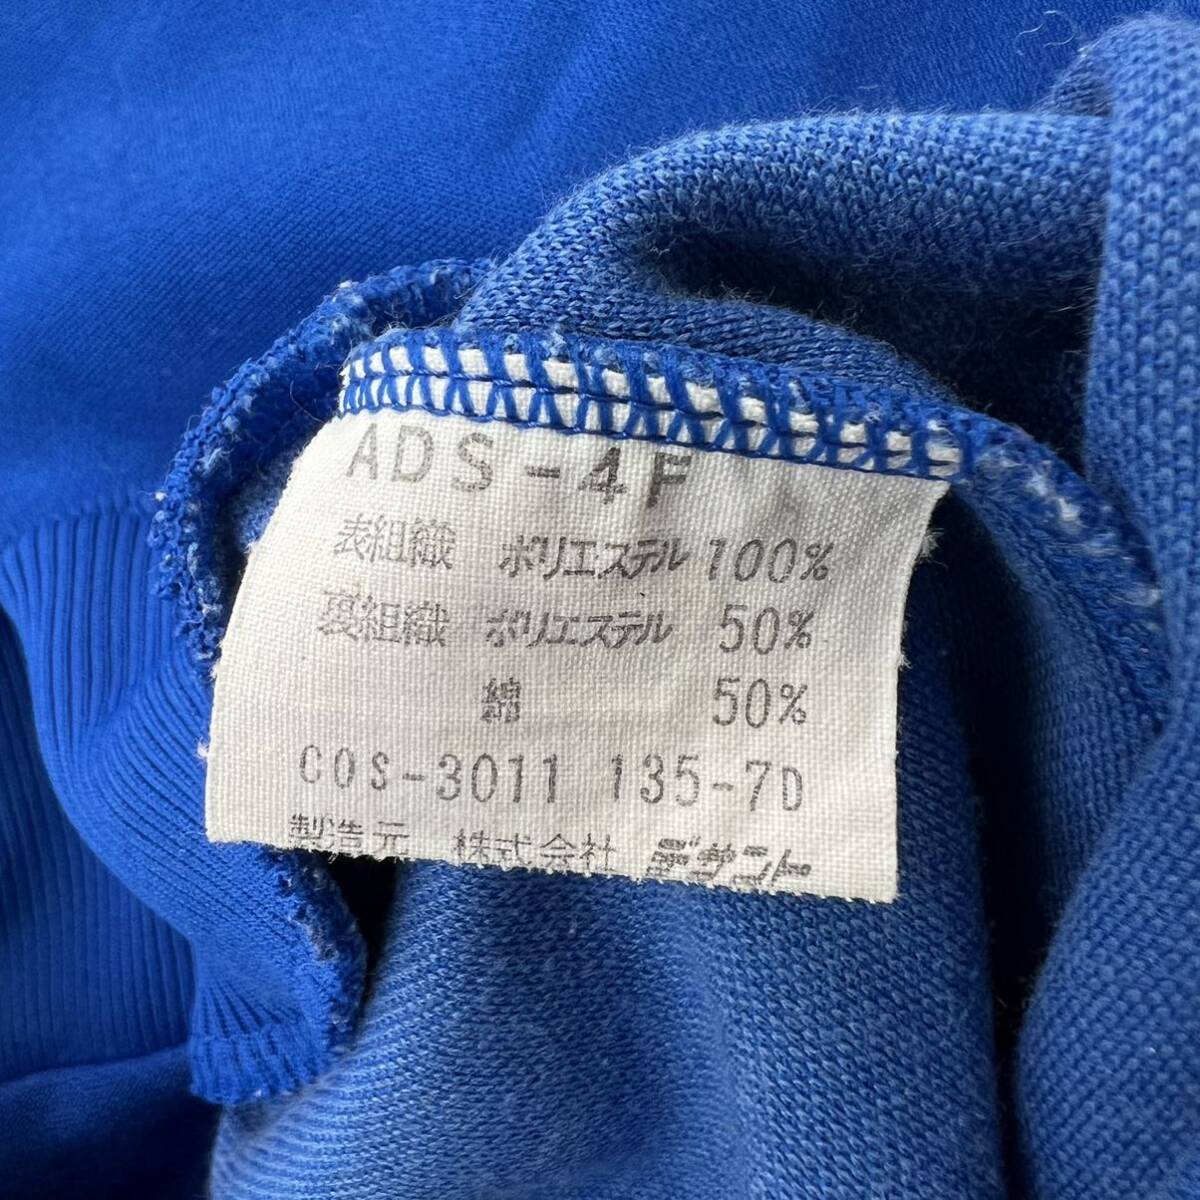 ADS-4F
表組織 ポリエステル 100%
裏組織 ポリエステル 50%
綿 50%
COS-3011 135-7D
製造元 株式会社 デサント